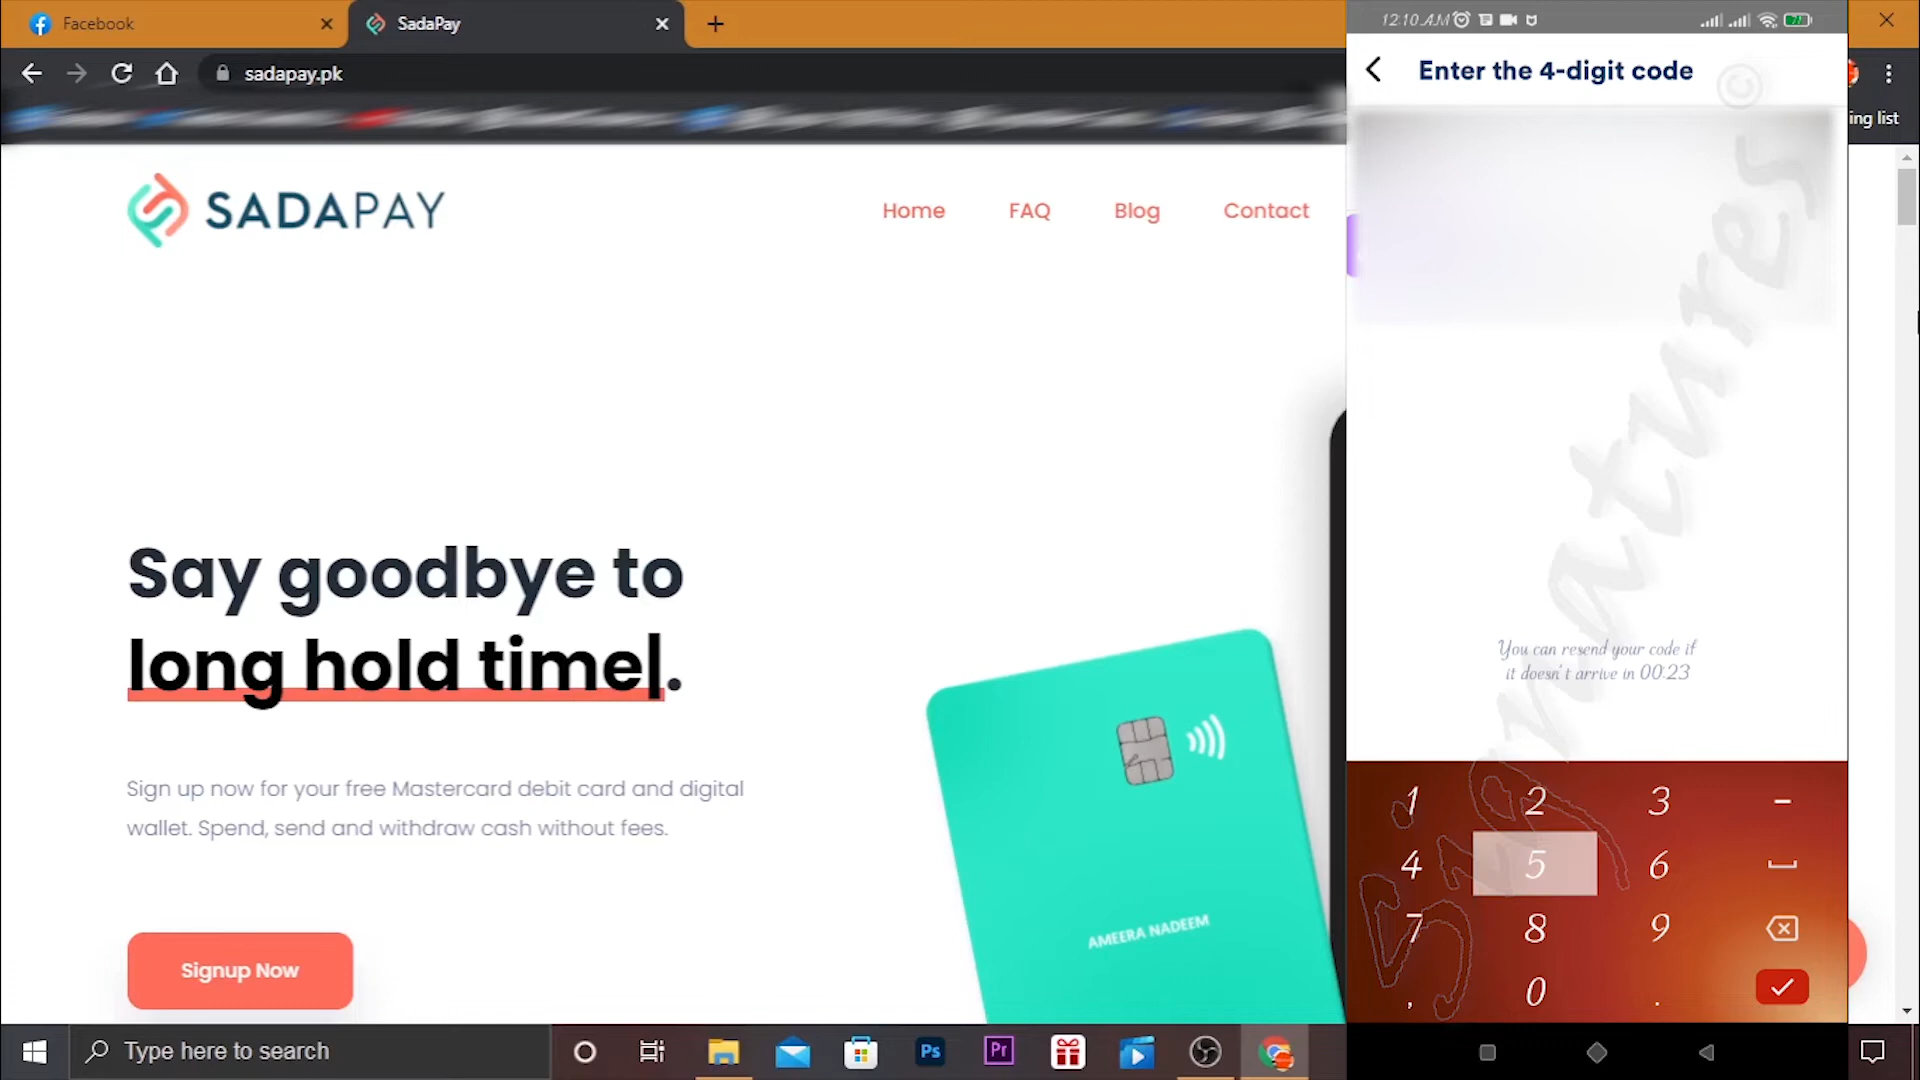 Facebook
SadaPay
sadapay.pk
SADAPAY
Home
FAQ
Blog
Contact
Say goodbye to
long hold time|.
Sign up now for your free Mastercard debit card and digital
wallet. Spend, send and withdraw cash without fees.
Signup Now
AMEERA NADEEM
ing list
12:10 AM
Enter the 4-digit code
You can resend your code if
it doesn't arrive in 00:23
1 2 3 -
4 5 6
7 8 9
, 0 .
©
Signatures
Type here to search
Ps
Pr